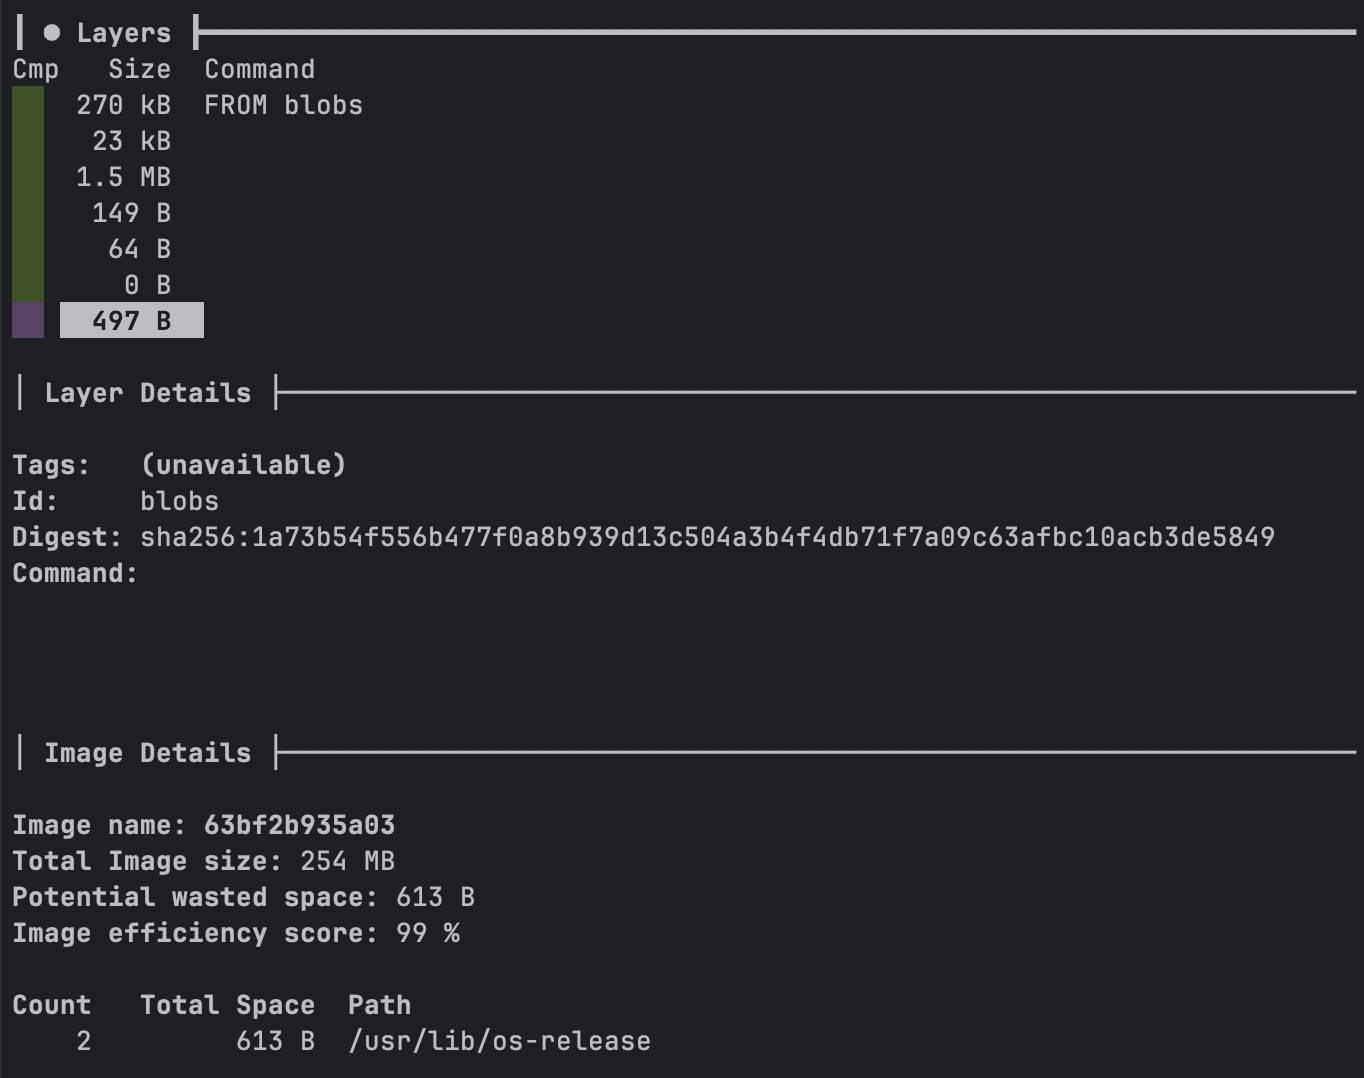 ● Layers
Cmp Size Command
270 kB FROM blobs
23 kB
1.5 MB
149 B
64 B
0 B
497 B
Layer Details
Tags: (unavailable)
Id: blobs
Digest: sha256:1a73b54f556b477f0a8b939d13c504a3b4f4db71f7a09c63afbc10acb3de5849
Command:
Image Details
Image name: 63bf2b935a03
Total Image size: 254 MB
Potential wasted space: 613 B
Image efficiency score: 99 %
Count Total Space Path
2 613 B /usr/lib/os-release